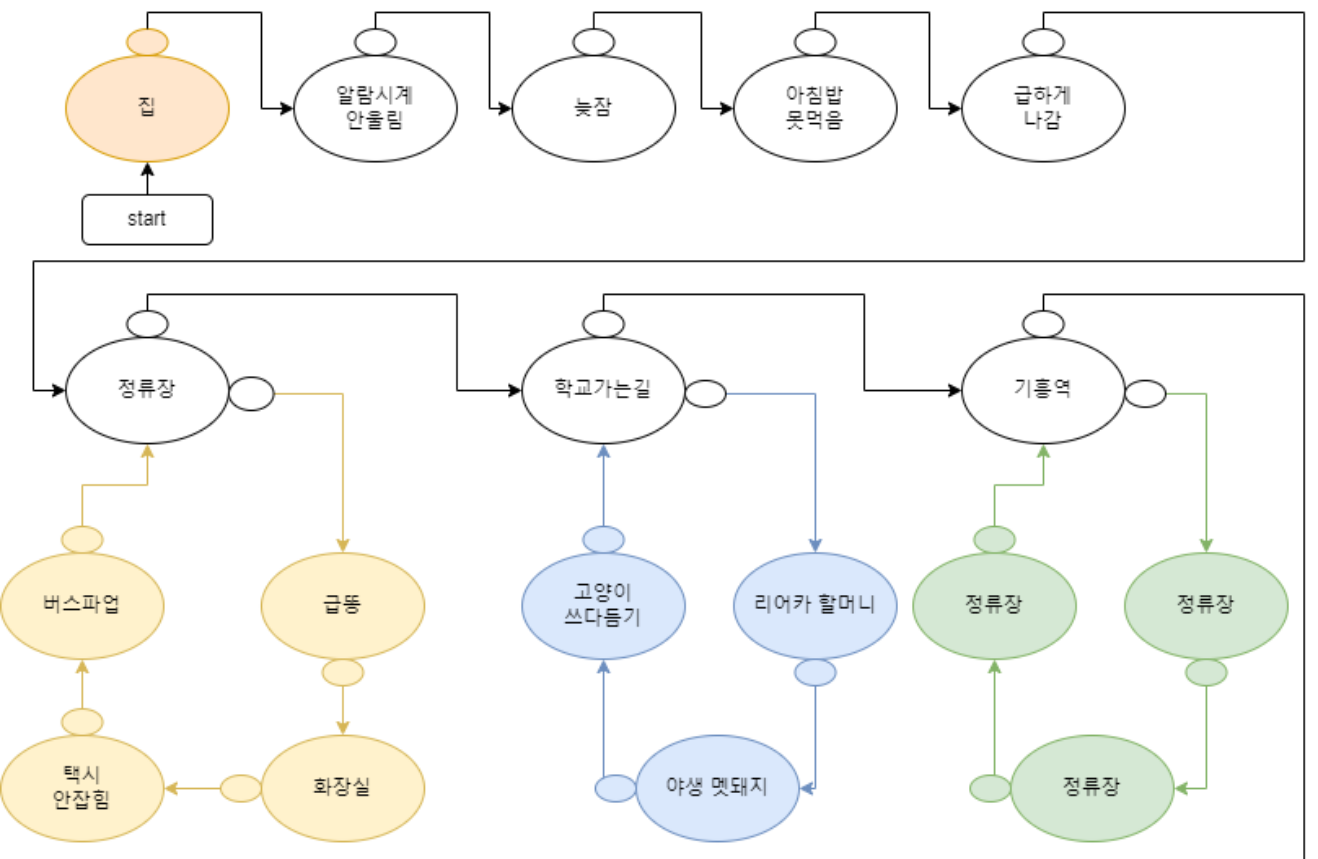 집
알람시계
안울림
늦잠
아침밥
못먹음
급하게
나감
start
정류장
학교가는길
기흥역
버스파업
급똥
고양이
쓰다듬기
리어카 할머니
정류장
정류장
택시
안잡힘
화장실
야생 멧돼지
정류장